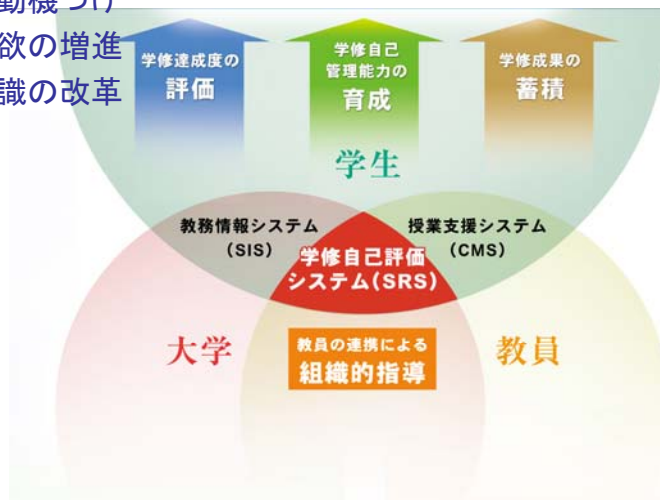 動機づけ
欲の増進
識の改革
学修達成度の
評価
学修自己
管理能力の
育成
学修成果の
蓄積
学生
教務情報システム
（SIS）
授業支援システム
（CMS）
学修自己評価
システム(SRS)
大学
教員の連携による
組織的指導
教員